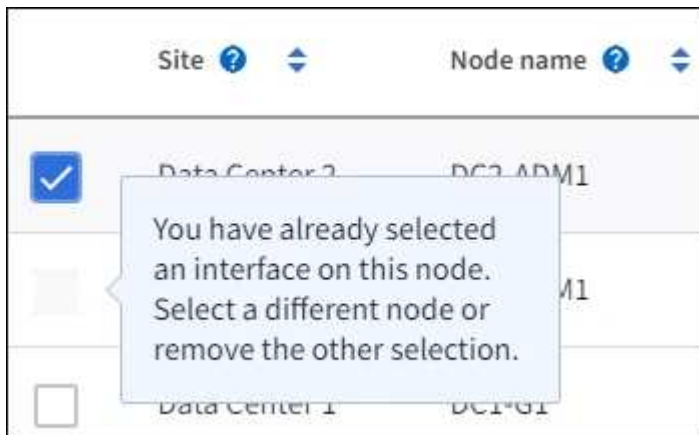 Site ? Node name ?
Data Center 2 DC2-ADM1
You have already selected
an interface on this node.
Select a different node or
remove the other selection.
M1
Data Center 1 DC1-G1